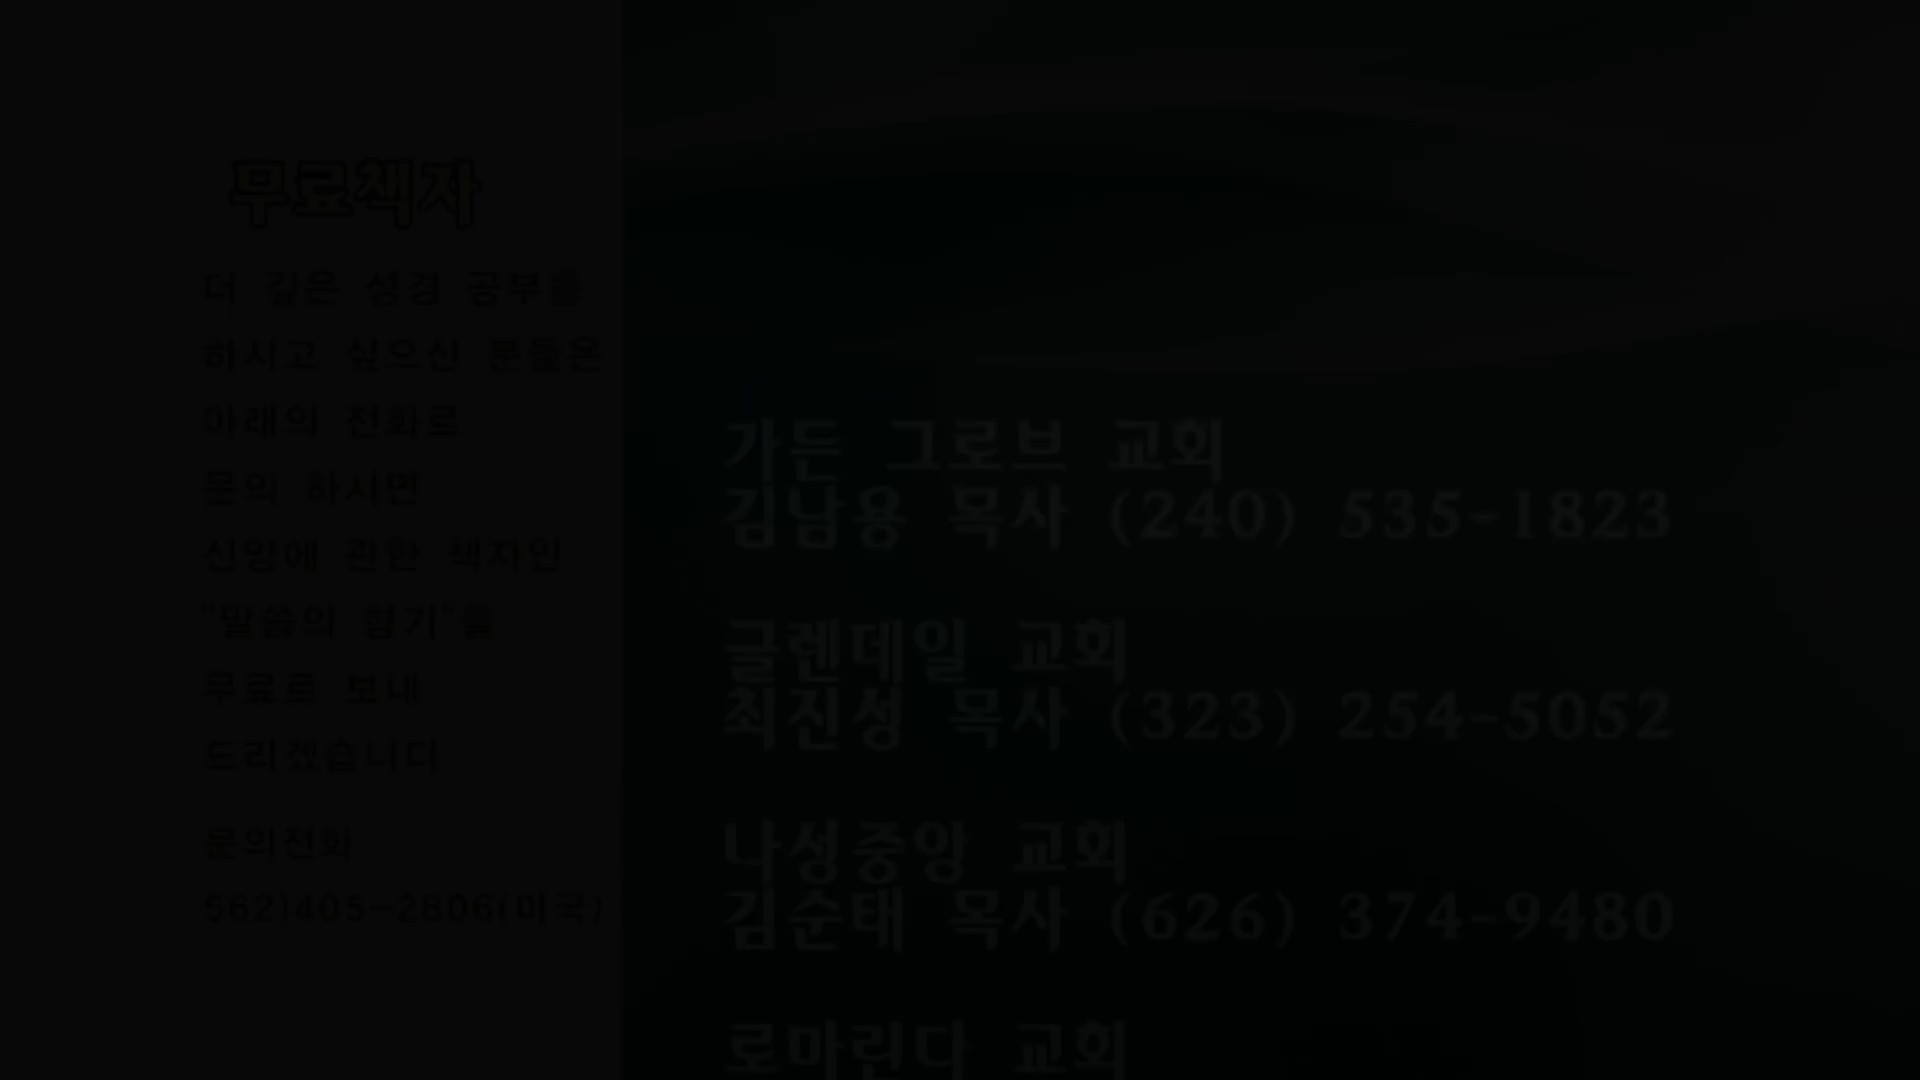 무료책자
더 깊은 성경 공부를
하시고 싶으신 분들은
아래의 전화로
문의 하시면
신앙에 관한 책자인
"말씀의 향기"를
무료로 보내
드리겠습니다
문의전화
562)405-2806(미국)
가든 그로브 교회
김남용 목사 (240) 535-1823
글렌데일 교회
최진성 목사 (323) 254-5052
나성중앙 교회
김순태 목사 (626) 374-9480
로마린다 교회